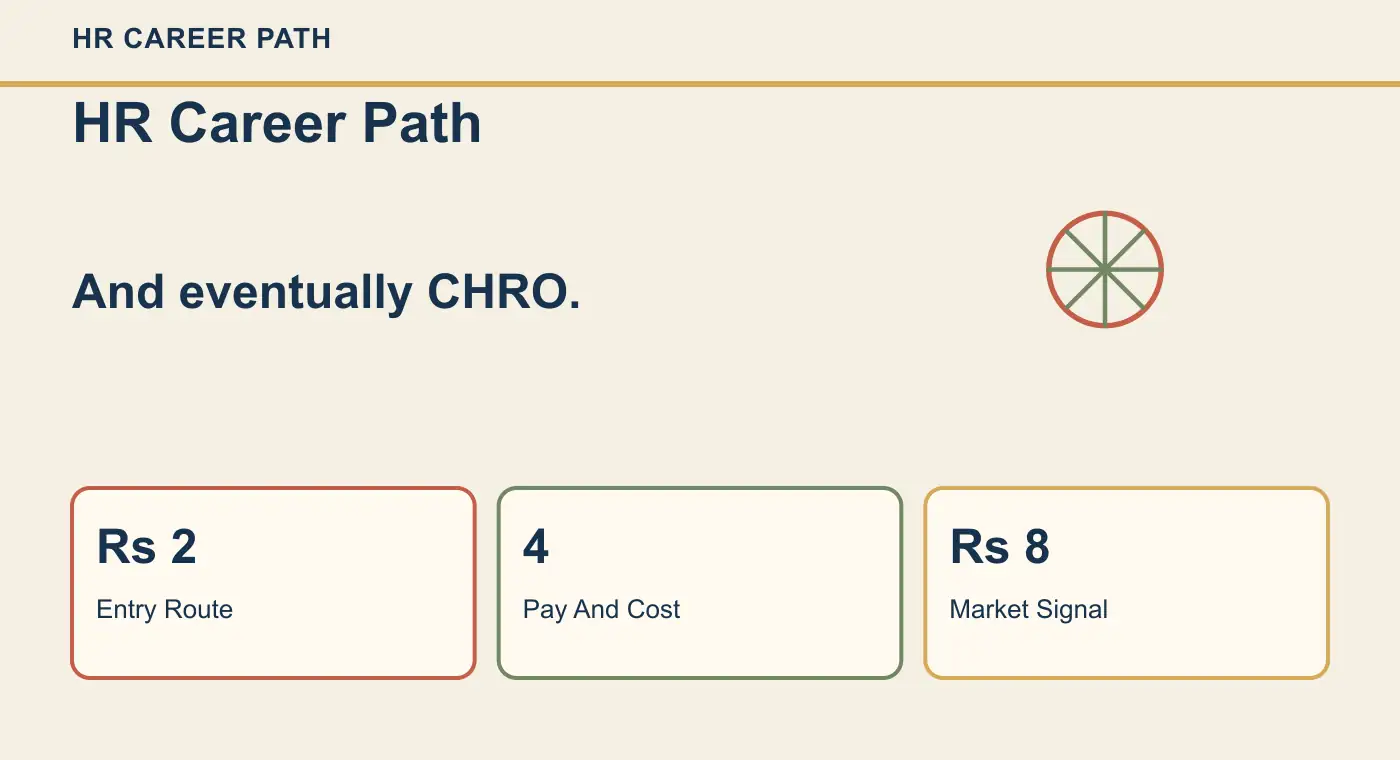 HR CAREER PATH
HR Career Path
And eventually CHRO.
Rs 2
Entry Route
4
Pay And Cost
Rs 8
Market Signal